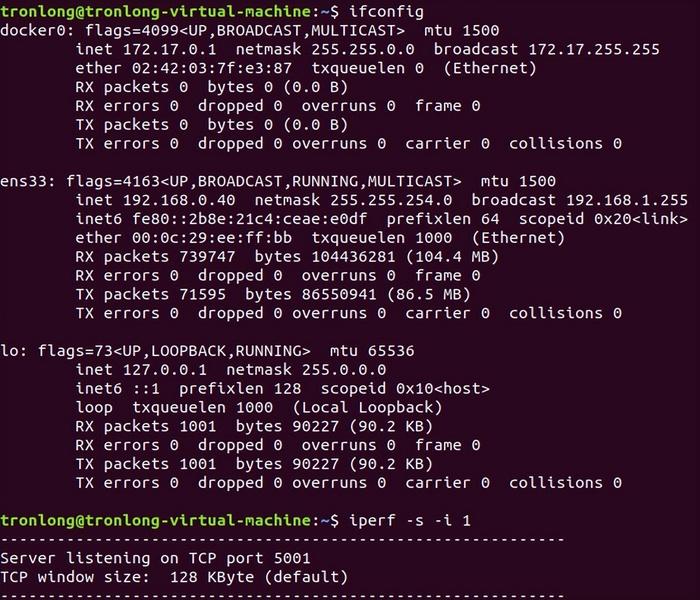 tronlong@tronlong-virtual-machine:~$ ifconfig
docker0: flags=4099<UP,BROADCAST,MULTICAST>  mtu 1500
        inet 172.17.0.1  netmask 255.255.0.0  broadcast 172.17.255.255
        ether 02:42:03:7f:e3:87  txqueuelen 0  (Ethernet)
        RX packets 0  bytes 0 (0.0 B)
        RX errors 0  dropped 0  overruns 0  frame 0
        TX packets 0  bytes 0 (0.0 B)
        TX errors 0  dropped 0 overruns 0  carrier 0  collisions 0

ens33: flags=4163<UP,BROADCAST,RUNNING,MULTICAST>  mtu 1500
        inet 192.168.0.40  netmask 255.255.254.0  broadcast 192.168.1.255
        inet6 fe80::2b8e:21c4:ceae:e0df  prefixlen 64  scopeid 0x20<link>
        ether 00:0c:29:ee:ff:bb  txqueuelen 1000  (Ethernet)
        RX packets 739747  bytes 104436281 (104.4 MB)
        RX errors 0  dropped 0  overruns 0  frame 0
        TX packets 71595  bytes 86550941 (86.5 MB)
        TX errors 0  dropped 0 overruns 0  carrier 0  collisions 0

lo: flags=73<UP,LOOPBACK,RUNNING>  mtu 65536
        inet 127.0.0.1  netmask 255.0.0.0
        inet6 ::1  prefixlen 128  scopeid 0x10<host>
        loop  txqueuelen 1000  (Local Loopback)
        RX packets 1001  bytes 90227 (90.2 KB)
        RX errors 0  dropped 0  overruns 0  frame 0
        TX packets 1001  bytes 90227 (90.2 KB)
        TX errors 0  dropped 0 overruns 0  carrier 0  collisions 0

tronlong@tronlong-virtual-machine:~$ iperf -s -i 1
------------------------------------------------------------
Server listening on TCP port 5001
TCP window size:  128 KByte (default)
------------------------------------------------------------